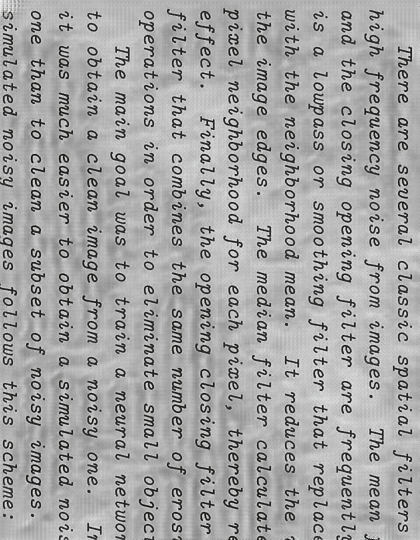 There are several classic spatial filters
high frequency noise from images. The mean
and the closing opening filter are frequently
is a lowpass or smoothing filter that replace
with the neighborhood mean. It reduces the
the image edges. The median filter calculate
pixel neighborhood for each pixel, thereby re
effect. Finally, the opening closing filter
filter that combines the same number of eros
operations in order to eliminate small object
The main goal was to train a neural networ
to obtain a clean image from a noisy one. In
it was much easier to obtain a simulated nois
one than to clean a subset of noisy images.
simulated noisy images follows this scheme: